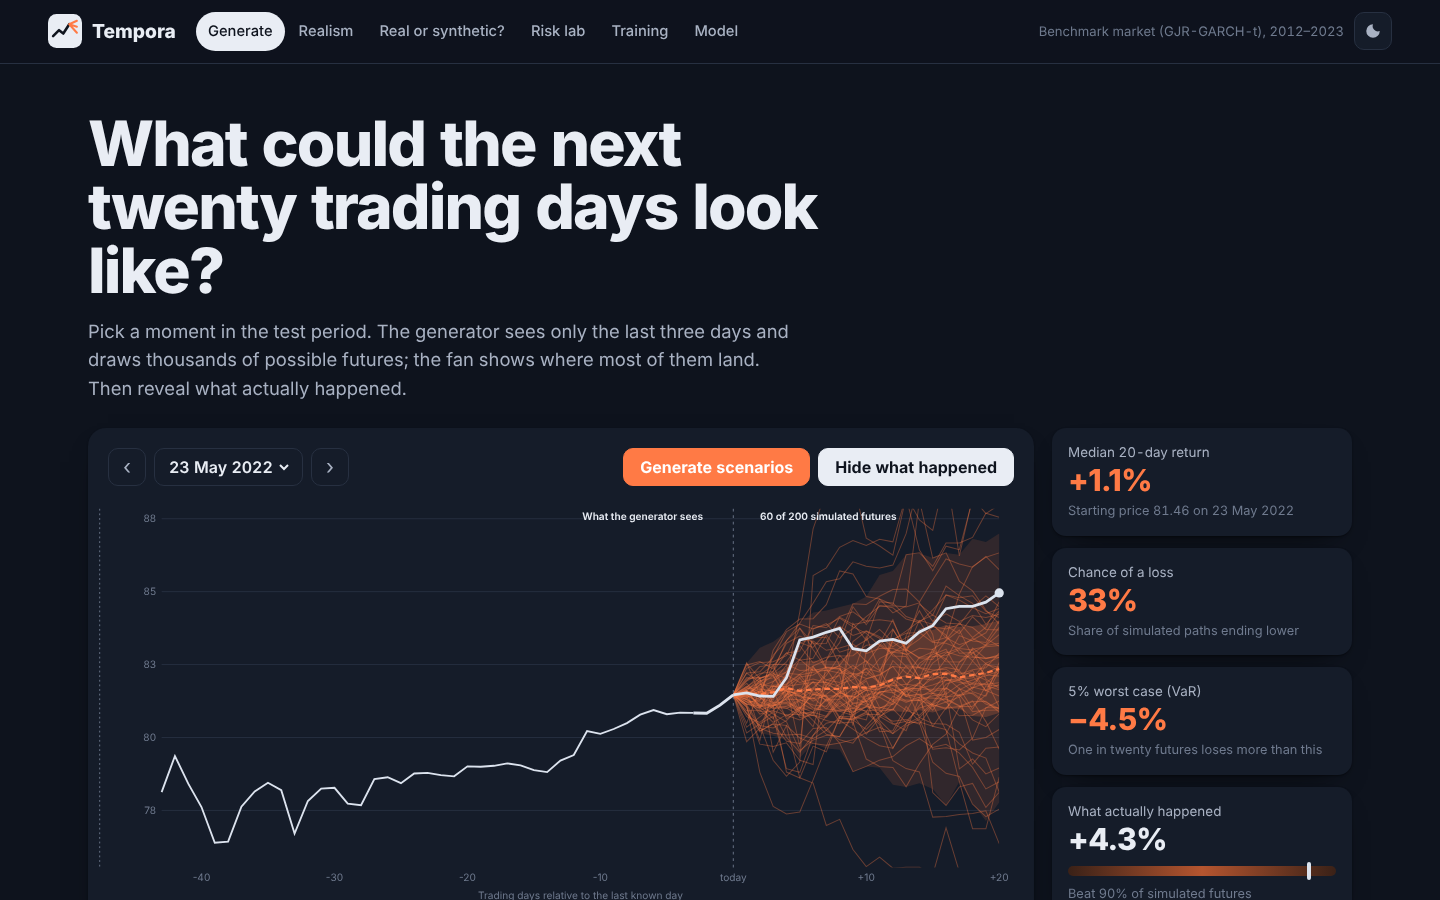 Tempora
Generate
Realism
Real or synthetic?
Risk lab
Training
Model
Benchmark market (GJR-GARCH-t), 2012–2023
What could the next
twenty trading days look
like?
Pick a moment in the test period. The generator sees only the last three days and
draws thousands of possible futures; the fan shows where most of them land.
Then reveal what actually happened.
23 May 2022
Generate scenarios
Hide what happened
What the generator sees
60 of 200 simulated futures
88
85
83
80
78
-40
-30
-20
-10
today
+10
+20
Trading days relative to the last known day
Median 20-day return
+1.1%
Starting price 81.46 on 23 May 2022
Chance of a loss
33%
Share of simulated paths ending lower
5% worst case (VaR)
−4.5%
One in twenty futures loses more than this
What actually happened
+4.3%
Beat 90% of simulated futures